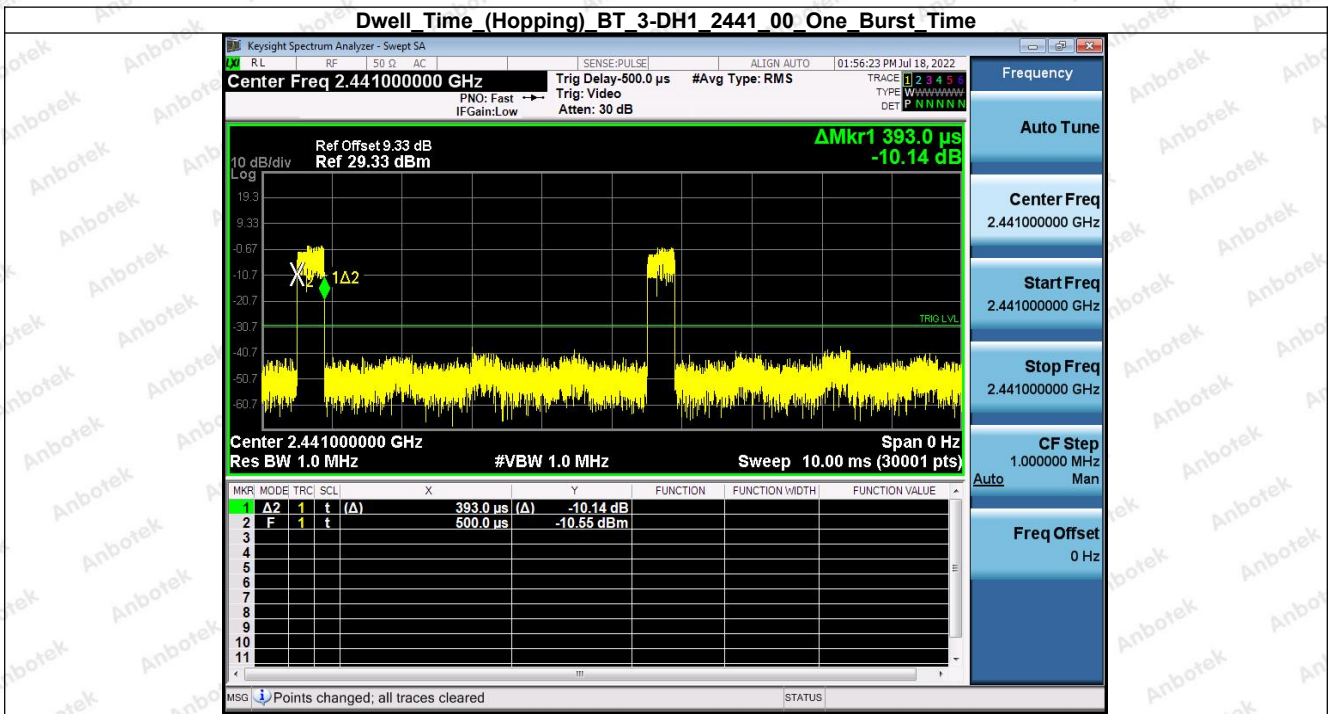 Dwell_Time_(Hopping)_BT_3-DH1_2441_00_One_Burst_Time
Keysight Spectrum Analyzer - Swept SA
LXI RL RF 50 Ω AC SENSE:PULSE ALIGN AUTO 01:56:23 PM Jul 18, 2022
Center Freq 2.441000000 GHz
PNO: Fast
IFGain:Low
Trig Delay-500.0 µs
Trig: Video
Atten: 30 dB
#Avg Type: RMS
TRACE 1 2 3 4 5 6
TYPE WWWWWW
DET P N N N N N
ΔMkr1 393.0 µs
-10.14 dB
Ref Offset 9.33 dB
10 dB/div Ref 29.33 dBm
Log
19.3
9.33
-0.67
-10.7
-20.7
-30.7
-40.7
-50.7
-60.7
X2
1Δ2
TRIG LVL
Center 2.441000000 GHz Span 0 Hz
Res BW 1.0 MHz #VBW 1.0 MHz Sweep 10.00 ms (30001 pts)
MKR MODE TRC SCL X Y FUNCTION FUNCTION WIDTH FUNCTION VALUE
1 Δ2 1 t (Δ) 393.0 µs (Δ) -10.14 dB
2 F 1 t 500.0 µs -10.55 dBm
3
4
5
6
7
8
9
10
11
MSG Points changed; all traces cleared STATUS
Frequency
Auto Tune
Center Freq
2.441000000 GHz
Start Freq
2.441000000 GHz
Stop Freq
2.441000000 GHz
CF Step
1.000000 MHz
Auto Man
Freq Offset
0 Hz
Anbotek